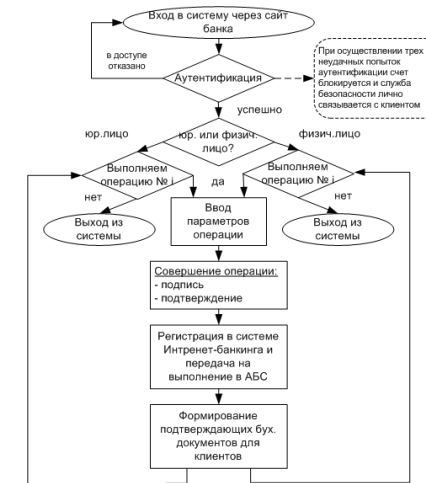 Вход в систему через сайт
банка
в доступе
отказано
Аутентификация
При осуществлении трех
неудачных попыток
аутентификации счет
блокируется и служба
безопасности лично
связывается с клиентом
успешно
юр.лицо
юр. или физич.
лицо?
физич.лицо
Выполняем
операцию № i
да
Выполняем
операцию № i
нет
нет
Выход из
системы
Ввод
параметров
операции
Выход из
системы
Совершение операции:
- подпись
- подтверждение
Регистрация в системе
Интренет-банкинга и
передача на
выполнение в АБС
Формирование
подтверждающих бух.
документов для
клиентов